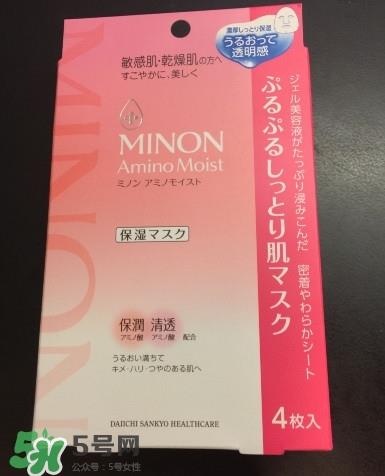 濃厚しっとり保湿
うるおって
透明感
敏感肌・乾燥肌の方へ
すこやかに、美しく
MINON
MINON
Amino Moist
ミノン アミノモイスト
保湿マスク
保潤 清透
アミノ酸 アミノ酸 配合
うるおい満ちて
キメ・ハリ・つやのある肌へ
DAIICHI SANKYO HEALTHCARE
ジェル美容液がたっぷり浸みこんだ 密着やわらかシート
ぷるぷるしっとり肌マスク
4枚入
5号网
公众号：5号女性